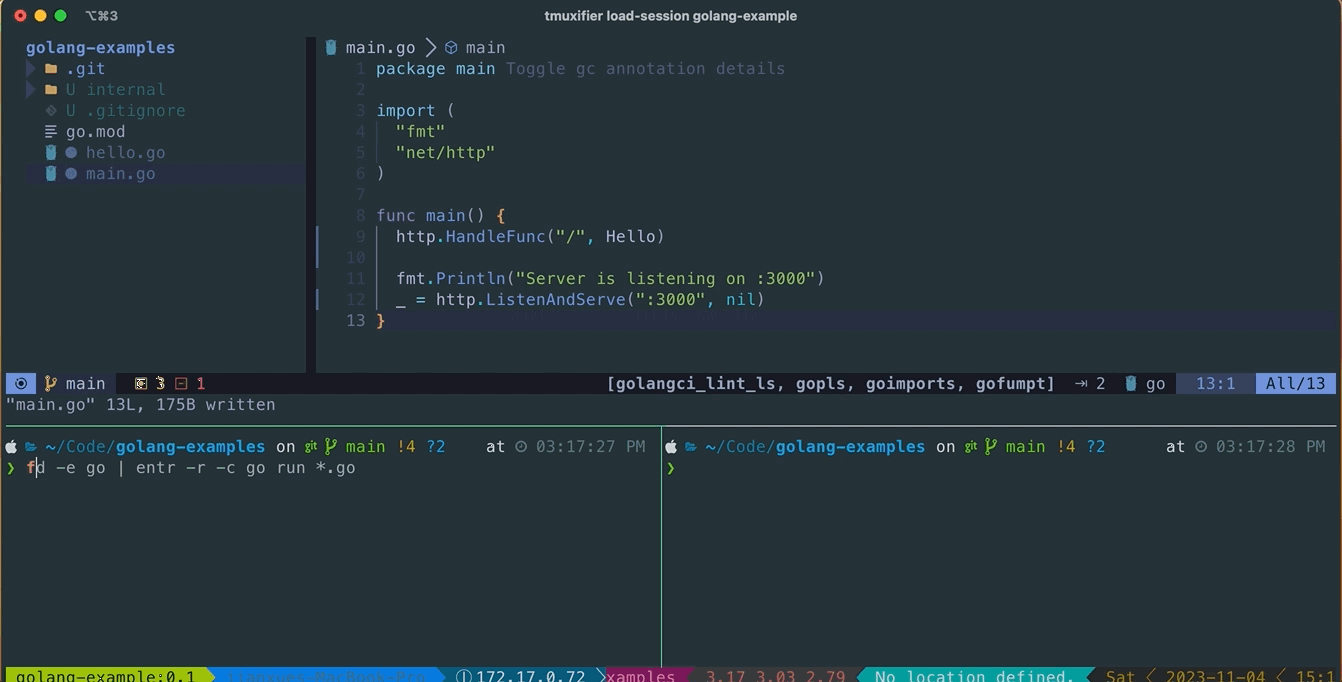 ⌥⌘3
tmuxifier load-session golang-example
golang-examples
.git
U internal
U .gitignore
go.mod
hello.go
main.go
main.go > main
1 package main Toggle gc annotation details
2
3 import (
4 "fmt"
5 "net/http"
6 )
7
8 func main() {
9 http.HandleFunc("/", Hello)
10
11 fmt.Println("Server is listening on :3000")
12 _ = http.ListenAndServe(":3000", nil)
13 }
main 3 1 [golangci_lint_ls, gopls, goimports, gofumpt] ⇥ 2 go 13:1 All/13
"main.go" 13L, 175B written
~/Code/golang-examples on git main !4 ?2 at 03:17:27 PM
❯ fd -e go | entr -r -c go run *.go
~/Code/golang-examples on git main !4 ?2 at 03:17:28 PM
❯
golang-example:0.1 172.17.0.72 xamples 3.17 3.03 2.79 No location defined. Sat 2023-11-04 15:1